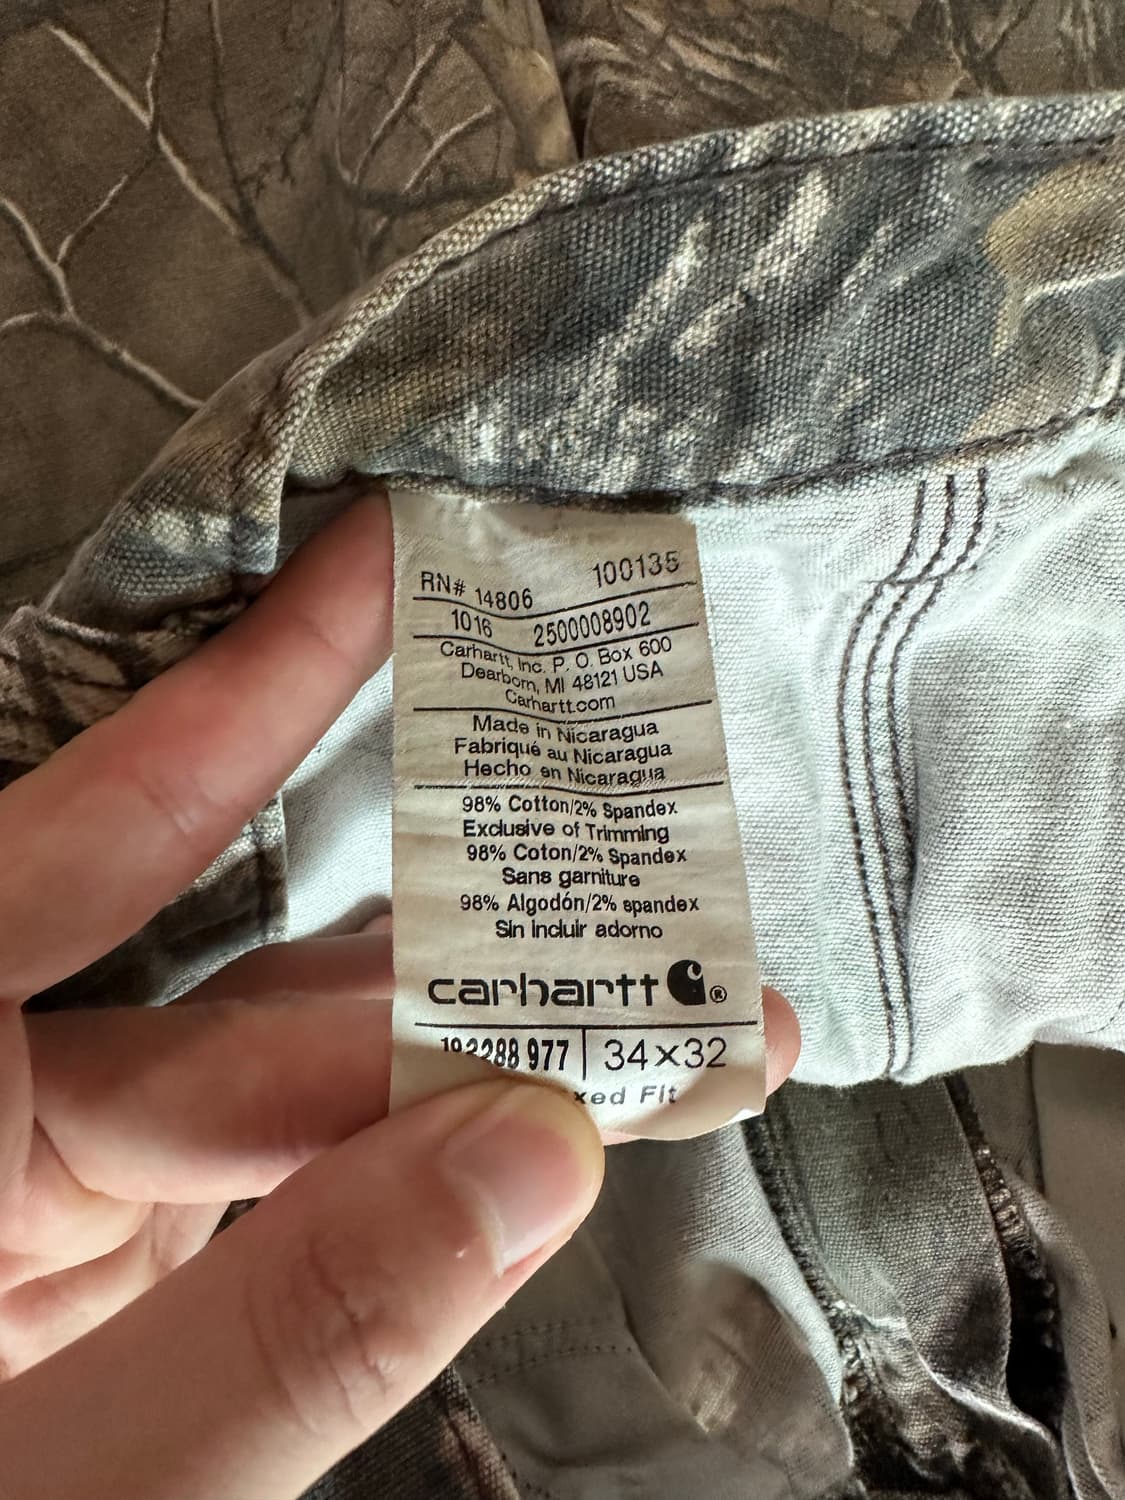 RN# 14806 100135
1016 2500008902
Carhartt, Inc. P. O. Box 600
Dearborn, MI 48121 USA
Carhartt.com
Made in Nicaragua
Fabriqué au Nicaragua
Hecho en Nicaragua
98% Cotton/2% Spandex
Exclusive of Trimming
98% Coton/2% Spandex
Sans garniture
98% Algodón/2% spandex
Sin incluir adorno
carhartt ®
977 34x32
Fit